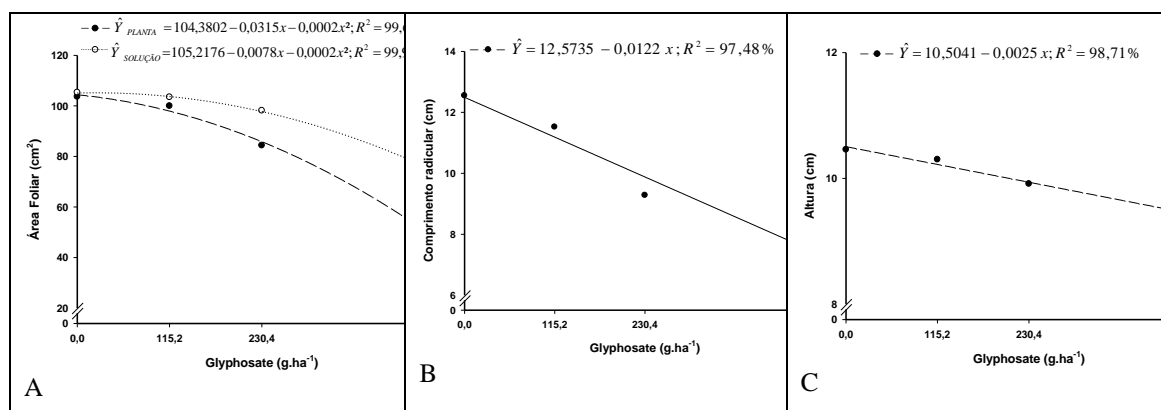 Ŷ PLANTA =104,3802−0,0315x−0,0002x²; R² = 99,
Ŷ SOLUÇÃO =105,2176−0,0078x−0,0002x²; R² = 99,
120
100
80
60
40
20
0
Área Foliar (cm²)
0,0 115,2 230,4
Glyphosate (g.ha⁻¹)
A
Ŷ = 12,5735 − 0,0122 x; R² = 97,48%
14
12
10
8
6
0
Comprimento radicular (cm)
0,0 115,2 230,4
Glyphosate (g.ha⁻¹)
B
Ŷ = 10,5041 − 0,0025 x; R² = 98,71%
12
10
8
0
Altura (cm)
0,0 115,2 230,4
Glyphosate (g.ha⁻¹)
C